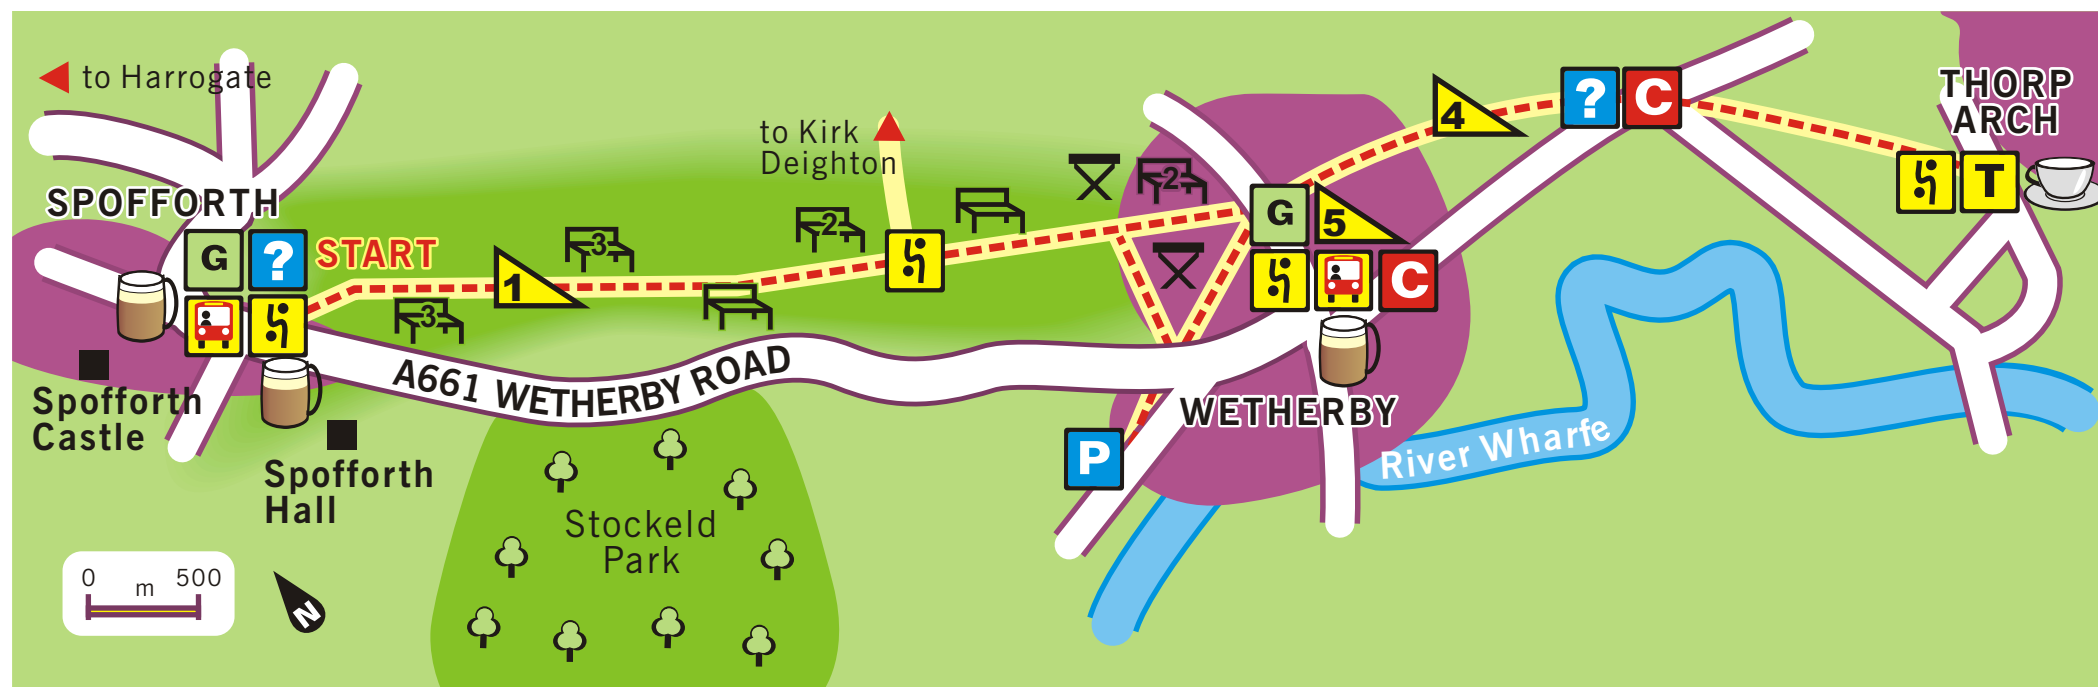 to Harrogate
SPOFFORTH
G
?
START
1
3
3
Spofforth
Castle
Spofforth
Hall
A661 WETHERBY ROAD
Stockeld
Park
0
m
500
N
to Kirk
Deighton
2
2
G
5
C
WETHERBY
P
River Wharfe
4
?
C
THORP
ARCH
T